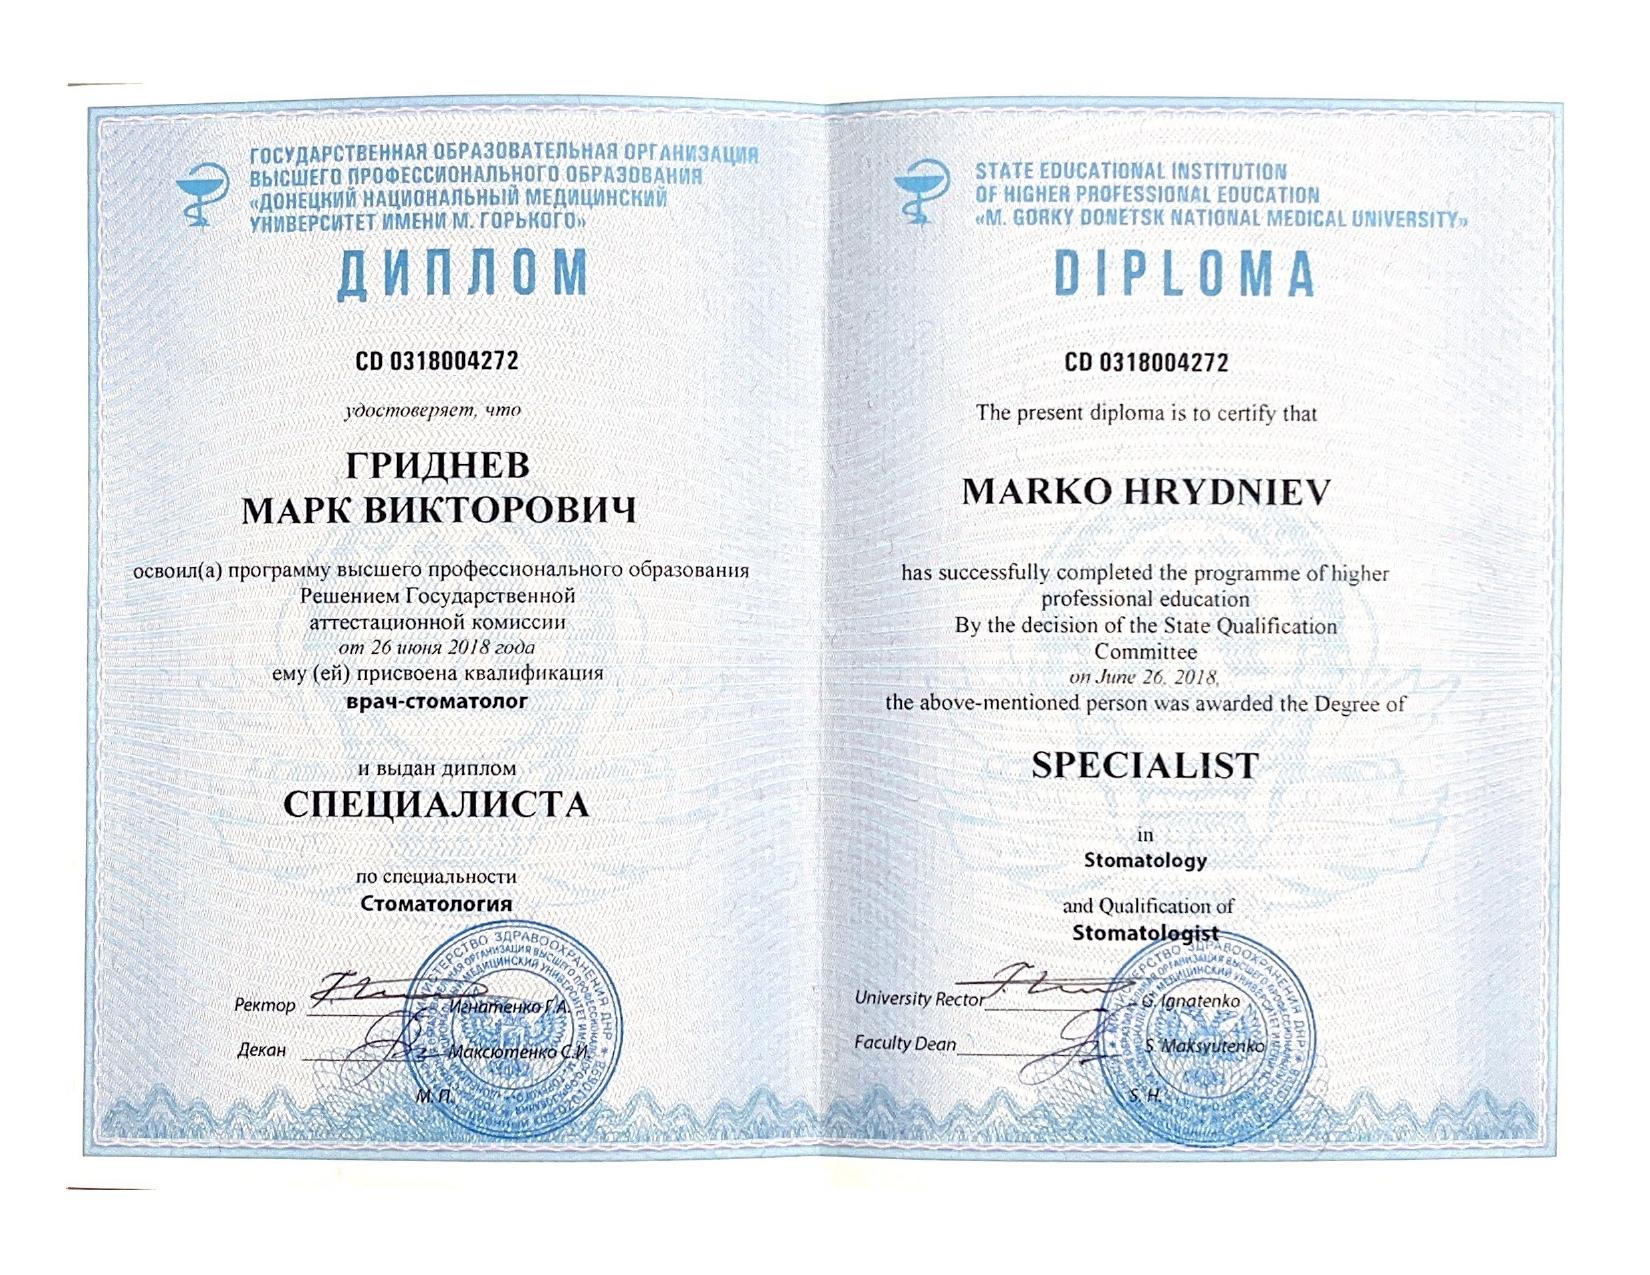 ГОСУДАРСТВЕННАЯ ОБРАЗОВАТЕЛЬНАЯ ОРГАНИЗАЦИЯ
ВЫСШЕГО ПРОФЕССИОНАЛЬНОГО ОБРАЗОВАНИЯ
«ДОНЕЦКИЙ НАЦИОНАЛЬНЫЙ МЕДИЦИНСКИЙ
УНИВЕРСИТЕТ ИМЕНИ М. ГОРЬКОГО»
ДИПЛОМ
CD 0318004272
удостоверяет, что
ГРИДНЕВ
МАРК ВИКТОРОВИЧ
освоил(а) программу высшего профессионального образования
Решением Государственной
аттестационной комиссии
от 26 июня 2018 года
ему (ей) присвоена квалификация
врач-стоматолог
и выдан диплом
СПЕЦИАЛИСТА
по специальности
Стоматология
Ректор Игнатенко Г.А.
Декан Максютенко С.И.
М. П.
STATE EDUCATIONAL INSTITUTION
OF HIGHER PROFESSIONAL EDUCATION
«M. GORKY DONETSK NATIONAL MEDICAL UNIVERSITY»
DIPLOMA
CD 0318004272
The present diploma is to certify that
MARKO HRYDNIEV
has successfully completed the programme of higher
professional education
By the decision of the State Qualification
Committee
on June 26, 2018,
the above-mentioned person was awarded the Degree of
SPECIALIST
in
Stomatology
and Qualification of
Stomatologist
University Rector G. Ignatenko
Faculty Dean S. Maksyutenko
S. H.